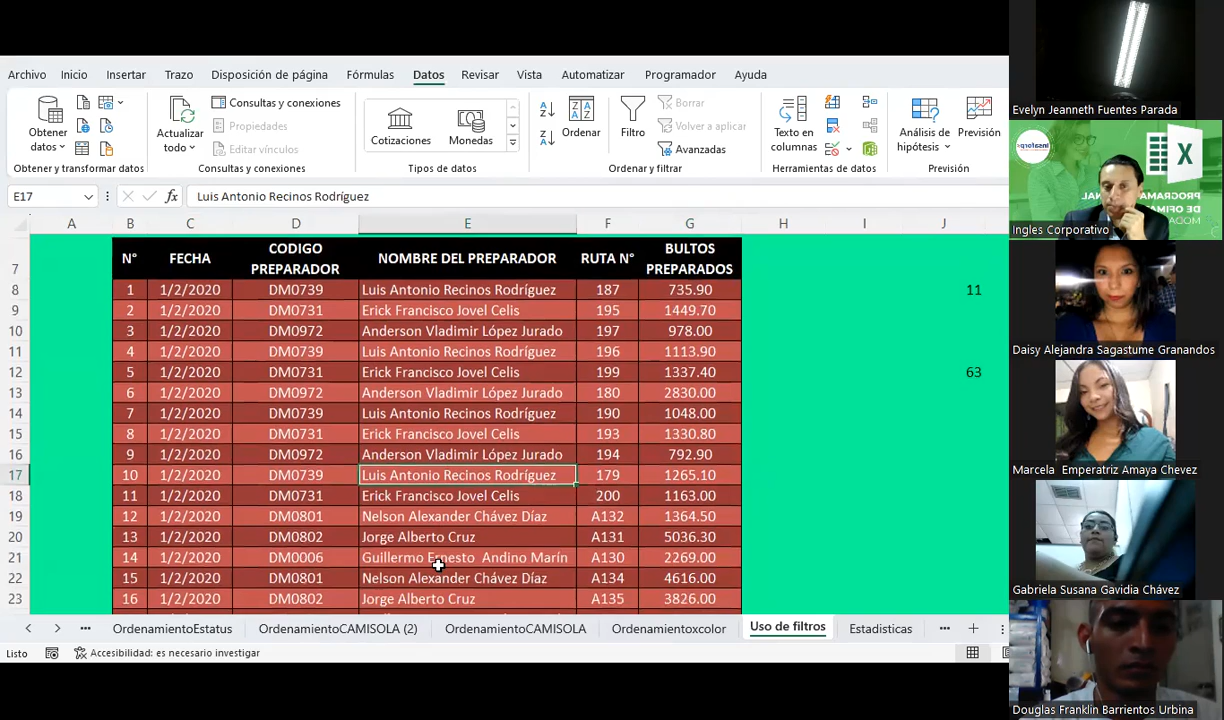 Archivo Inicio Insertar Trazo Disposición de página Fórmulas Datos Revisar Vista Automatizar Programador Ayuda
Obtener datos
Actualizar todo
Consultas y conexiones
Propiedades
Editar vínculos
Cotizaciones
Monedas
Ordenar
Filtro
Borrar
Volver a aplicar
Avanzadas
Texto en columnas
Análisis de hipótesis
Previsión
Obtener y transformar datos Consultas y conexiones Tipos de datos Ordenar y filtrar Herramientas de datos Previsión
E17 fx Luis Antonio Recinos Rodríguez
A B C D E F G H I J
7 N° FECHA CODIGO PREPARADOR NOMBRE DEL PREPARADOR RUTA N° BULTOS PREPARADOS
8 1 1/2/2020 DM0739 Luis Antonio Recinos Rodríguez 187 735.90 11
9 2 1/2/2020 DM0731 Erick Francisco Jovel Celis 195 1449.70
10 3 1/2/2020 DM0972 Anderson Vladimir López Jurado 197 978.00
11 4 1/2/2020 DM0739 Luis Antonio Recinos Rodríguez 196 1113.90
12 5 1/2/2020 DM0731 Erick Francisco Jovel Celis 199 1337.40 63
13 6 1/2/2020 DM0972 Anderson Vladimir López Jurado 180 2830.00
14 7 1/2/2020 DM0739 Luis Antonio Recinos Rodríguez 190 1048.00
15 8 1/2/2020 DM0731 Erick Francisco Jovel Celis 193 1330.80
16 9 1/2/2020 DM0972 Anderson Vladimir López Jurado 194 792.90
17 10 1/2/2020 DM0739 Luis Antonio Recinos Rodríguez 179 1265.10
18 11 1/2/2020 DM0731 Erick Francisco Jovel Celis 200 1163.00
19 12 1/2/2020 DM0801 Nelson Alexander Chávez Díaz A132 1364.50
20 13 1/2/2020 DM0802 Jorge Alberto Cruz A131 5036.30
21 14 1/2/2020 DM0006 Guillermo Ernesto Andino Marín A130 2269.00
22 15 1/2/2020 DM0801 Nelson Alexander Chávez Díaz A134 4616.00
23 16 1/2/2020 DM0802 Jorge Alberto Cruz A135 3826.00
OrdenamientoEstatus OrdenamientoCAMISOLA (2) OrdenamientoCAMISOLA Ordenamientoxcolor Uso de filtros Estadisticas
Listo Accesibilidad: es necesario investigar
Evelyn Jeanneth Fuentes Parada
X
Ingles Corporativo
Daisy Alejandra Sagastume Granandos
Marcela Emperatriz Amaya Chevez
Gabriela Susana Gavidia Chávez
Douglas Franklin Barrientos Urbina